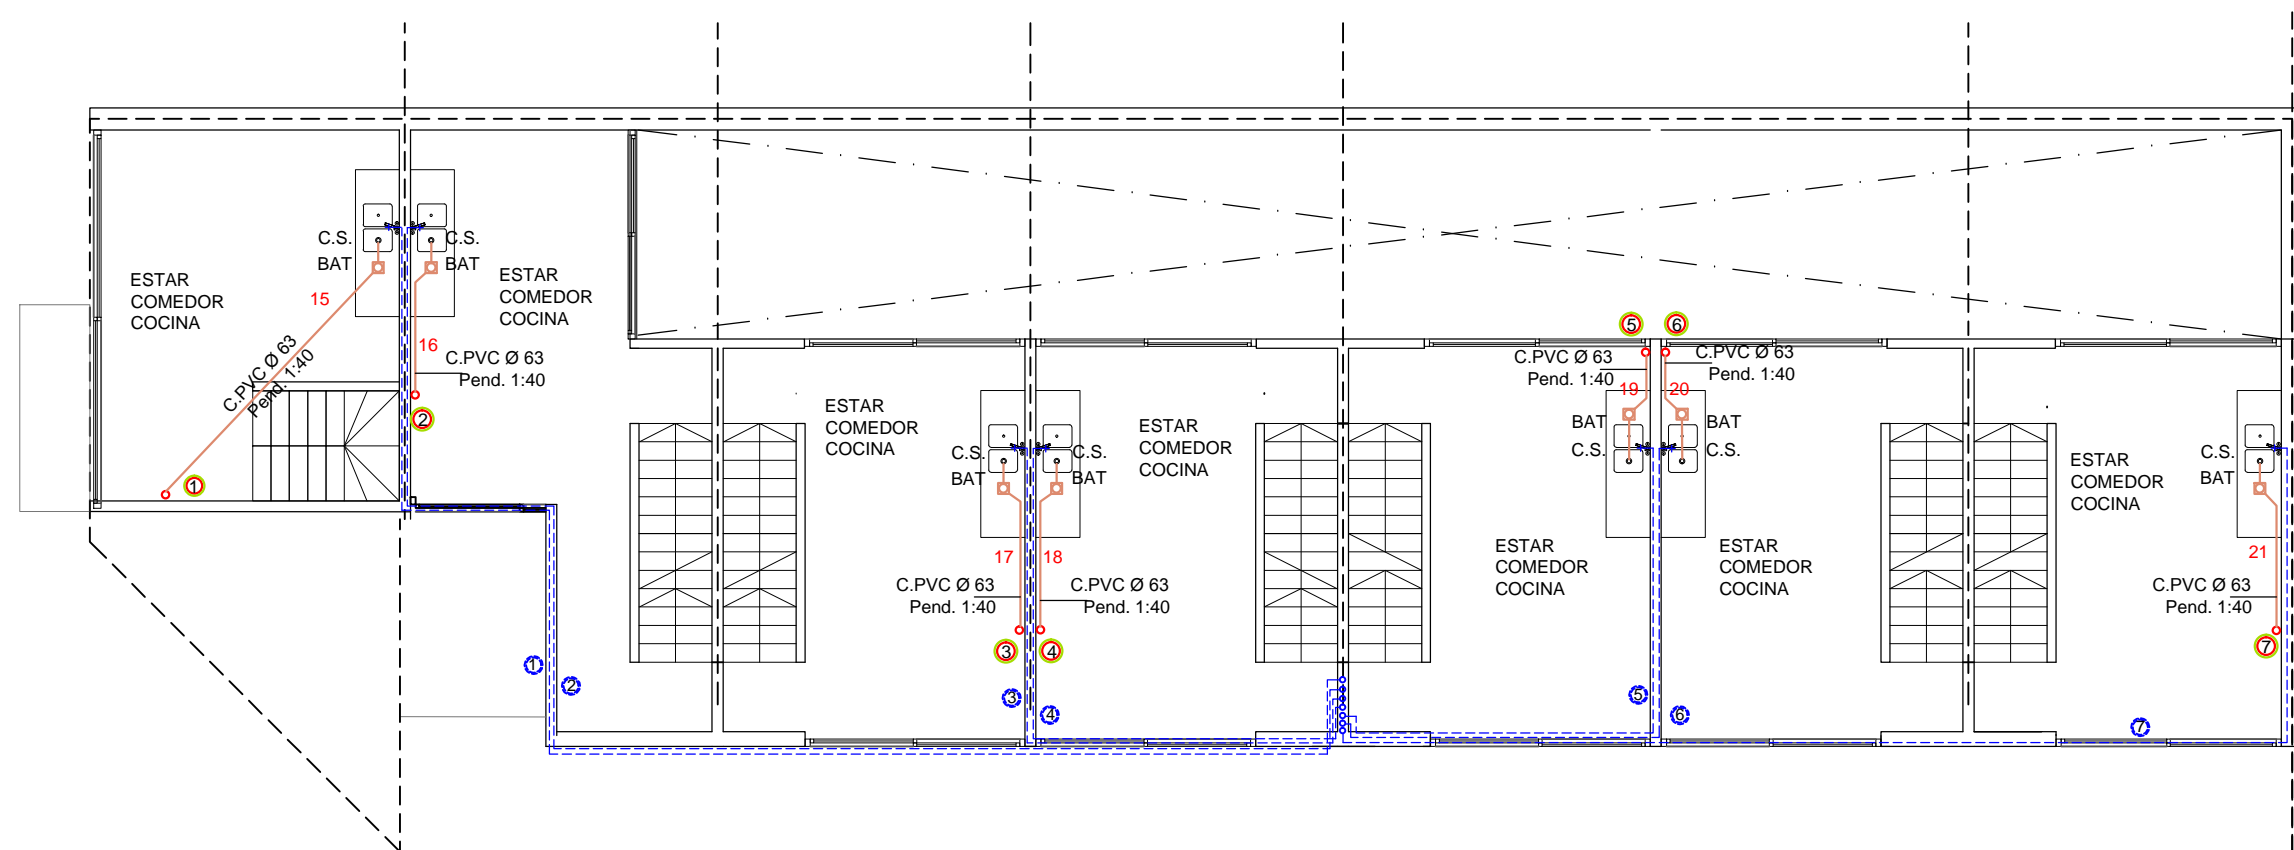 C.S.
BAT
ESTAR
COMEDOR
COCINA
15
C.PVC Ø 63
Pend. 1:40
1
C.S.
BAT
ESTAR
COMEDOR
COCINA
16
C.PVC Ø 63
Pend. 1:40
2
1
2
ESTAR
COMEDOR
COCINA
C.S.
BAT
17
C.PVC Ø 63
Pend. 1:40
3
3
C.S.
BAT
ESTAR
COMEDOR
COCINA
18
C.PVC Ø 63
Pend. 1:40
4
4
5
C.PVC Ø 63
Pend. 1:40
19
BAT
C.S.
ESTAR
COMEDOR
COCINA
5
6
C.PVC Ø 63
Pend. 1:40
20
BAT
C.S.
ESTAR
COMEDOR
COCINA
6
C.S.
BAT
ESTAR
COMEDOR
COCINA
21
C.PVC Ø 63
Pend. 1:40
7
7